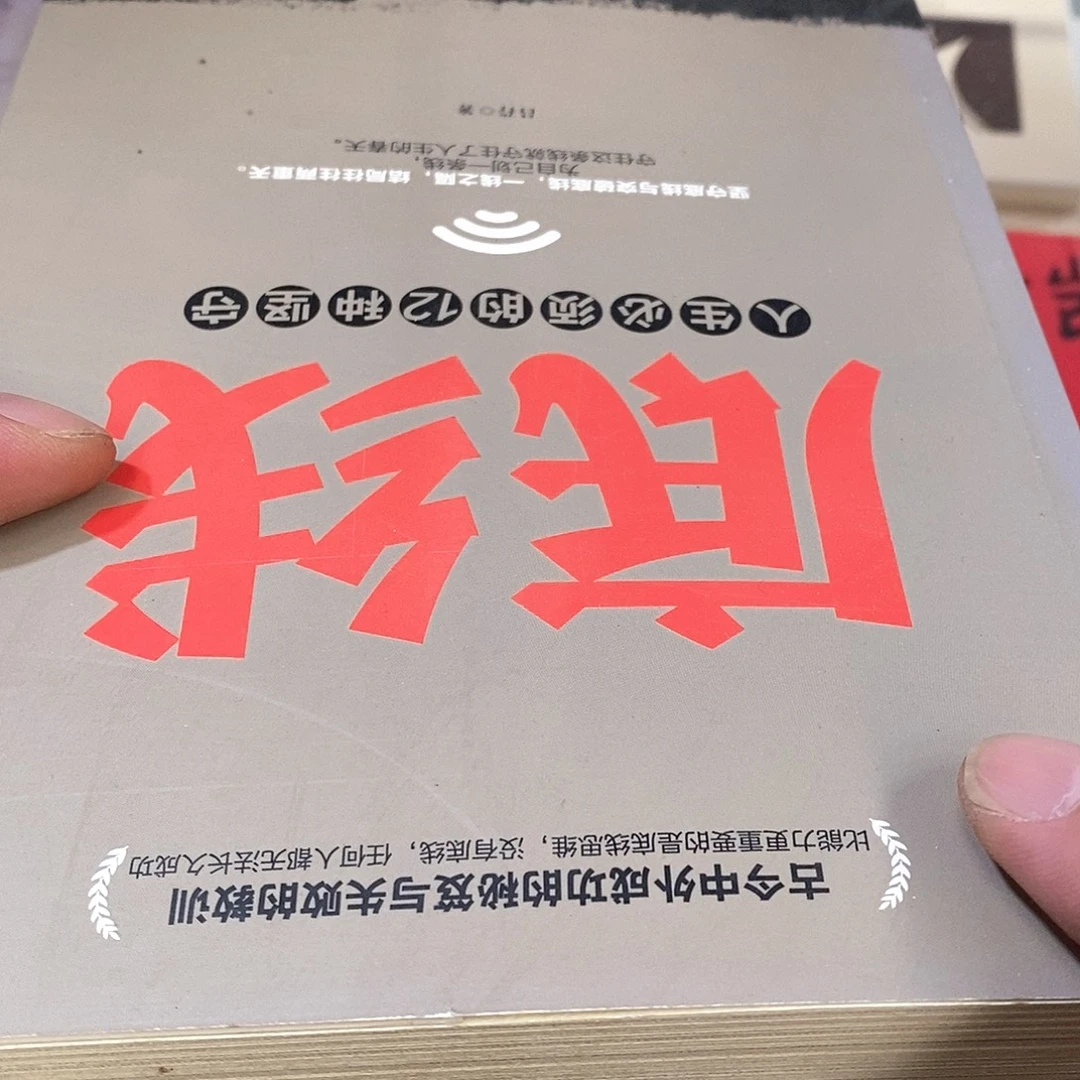 古今中外成功的秘笈与失败的教训
比能力更重要的是底线思维，没有底线，任何人都无法长久成功
底线
人生必须的12种坚守
坚守底线与突破底线，一线之隔，结局往往两重天。
为自己划一条线，
守住这条线就守住了人生的春天。
著